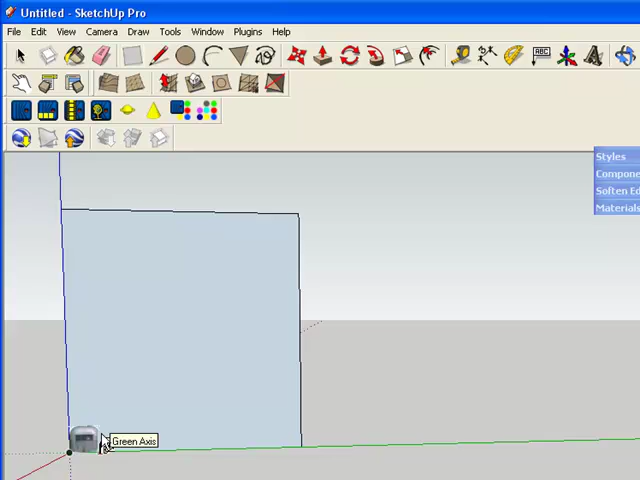 Untitled - SketchUp Pro
File Edit View Camera Draw Tools Window Plugins Help
ABC
Styles
Compone
Soften Ed
Materials
Green Axis